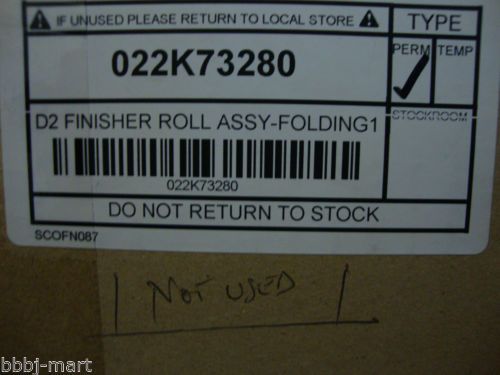 IF UNUSED PLEASE RETURN TO LOCAL STORE
TYPE
022K73280
PERM TEMP
STOCKROOM
D2 FINISHER ROLL ASSY-FOLDING1
022K73280
DO NOT RETURN TO STOCK
SCOFN087
NOT USED
bbbj-mart